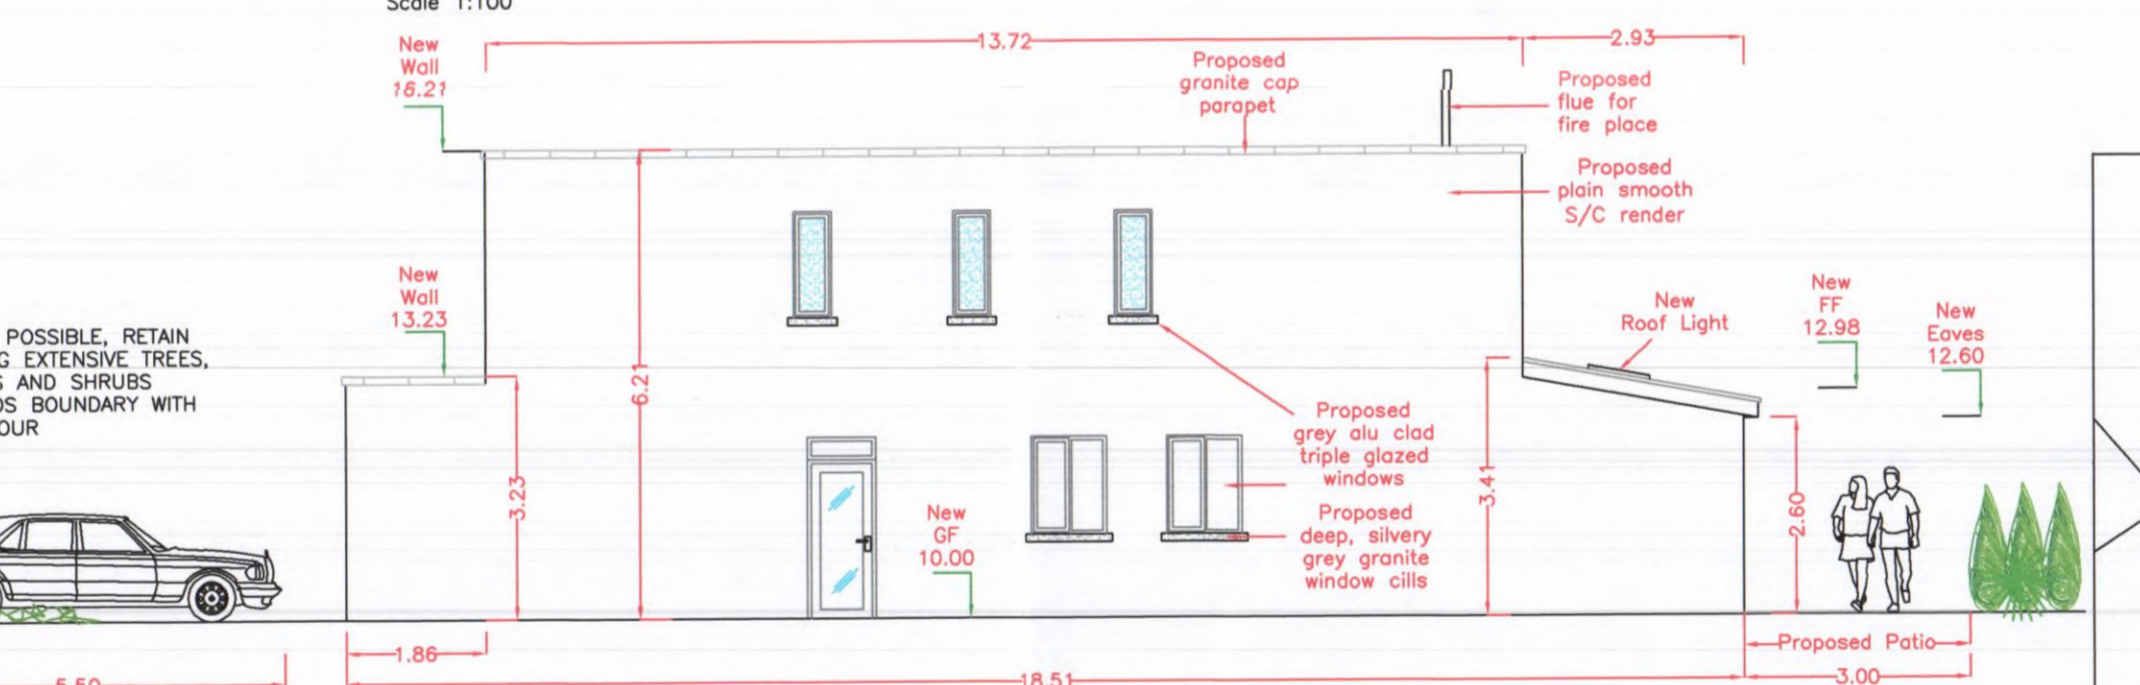 Scale 1:100
New
Wall
16.21
13.72
2.93
Proposed
granite cap
parapet
Proposed
flue for
fire place
Proposed
plain smooth
S/C render
New
Wall
13.23
New
Roof Light
New
FF
12.98
New
Eaves
12.60
POSSIBLE, RETAIN
G EXTENSIVE TREES,
S AND SHRUBS
DS BOUNDARY WITH
OUR
6.21
3.23
Proposed
grey alu clad
triple glazed
windows
Proposed
deep, silvery
grey granite
window cills
New
GF
10.00
3.41
2.60
1.86
Proposed Patio
5.50
18.51
3.00